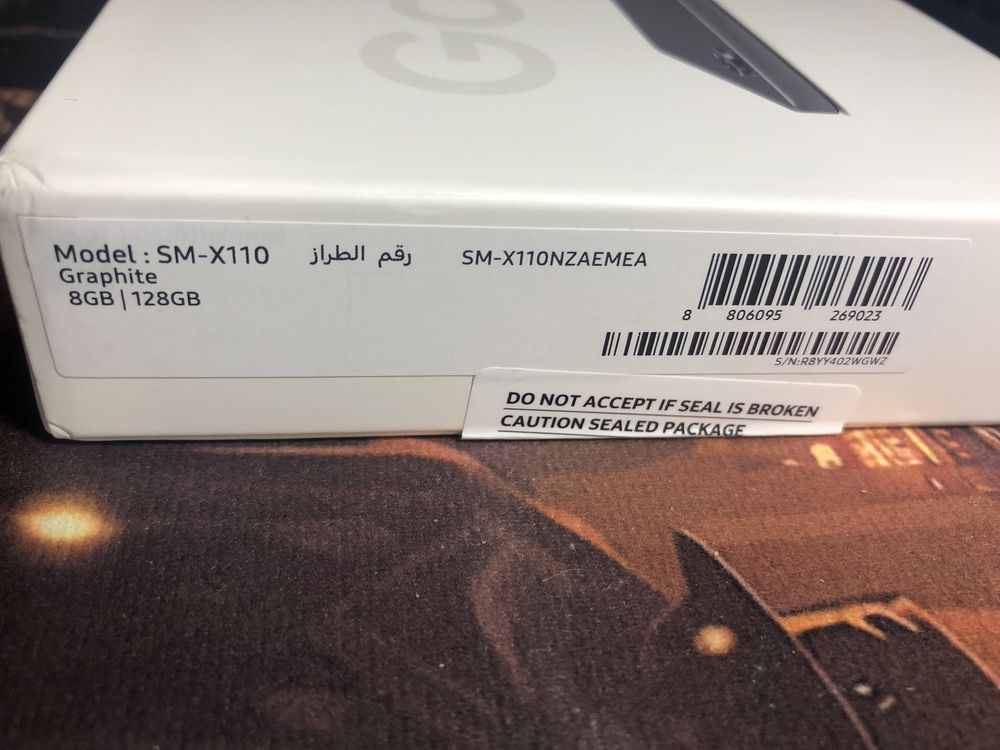 Model : SM-X110 رقم الطراز SM-X110NZAEMEA
Graphite
8GB | 128GB
8 806095 269023
S/N:R8YY402WGWZ
DO NOT ACCEPT IF SEAL IS BROKEN
CAUTION SEALED PACKAGE